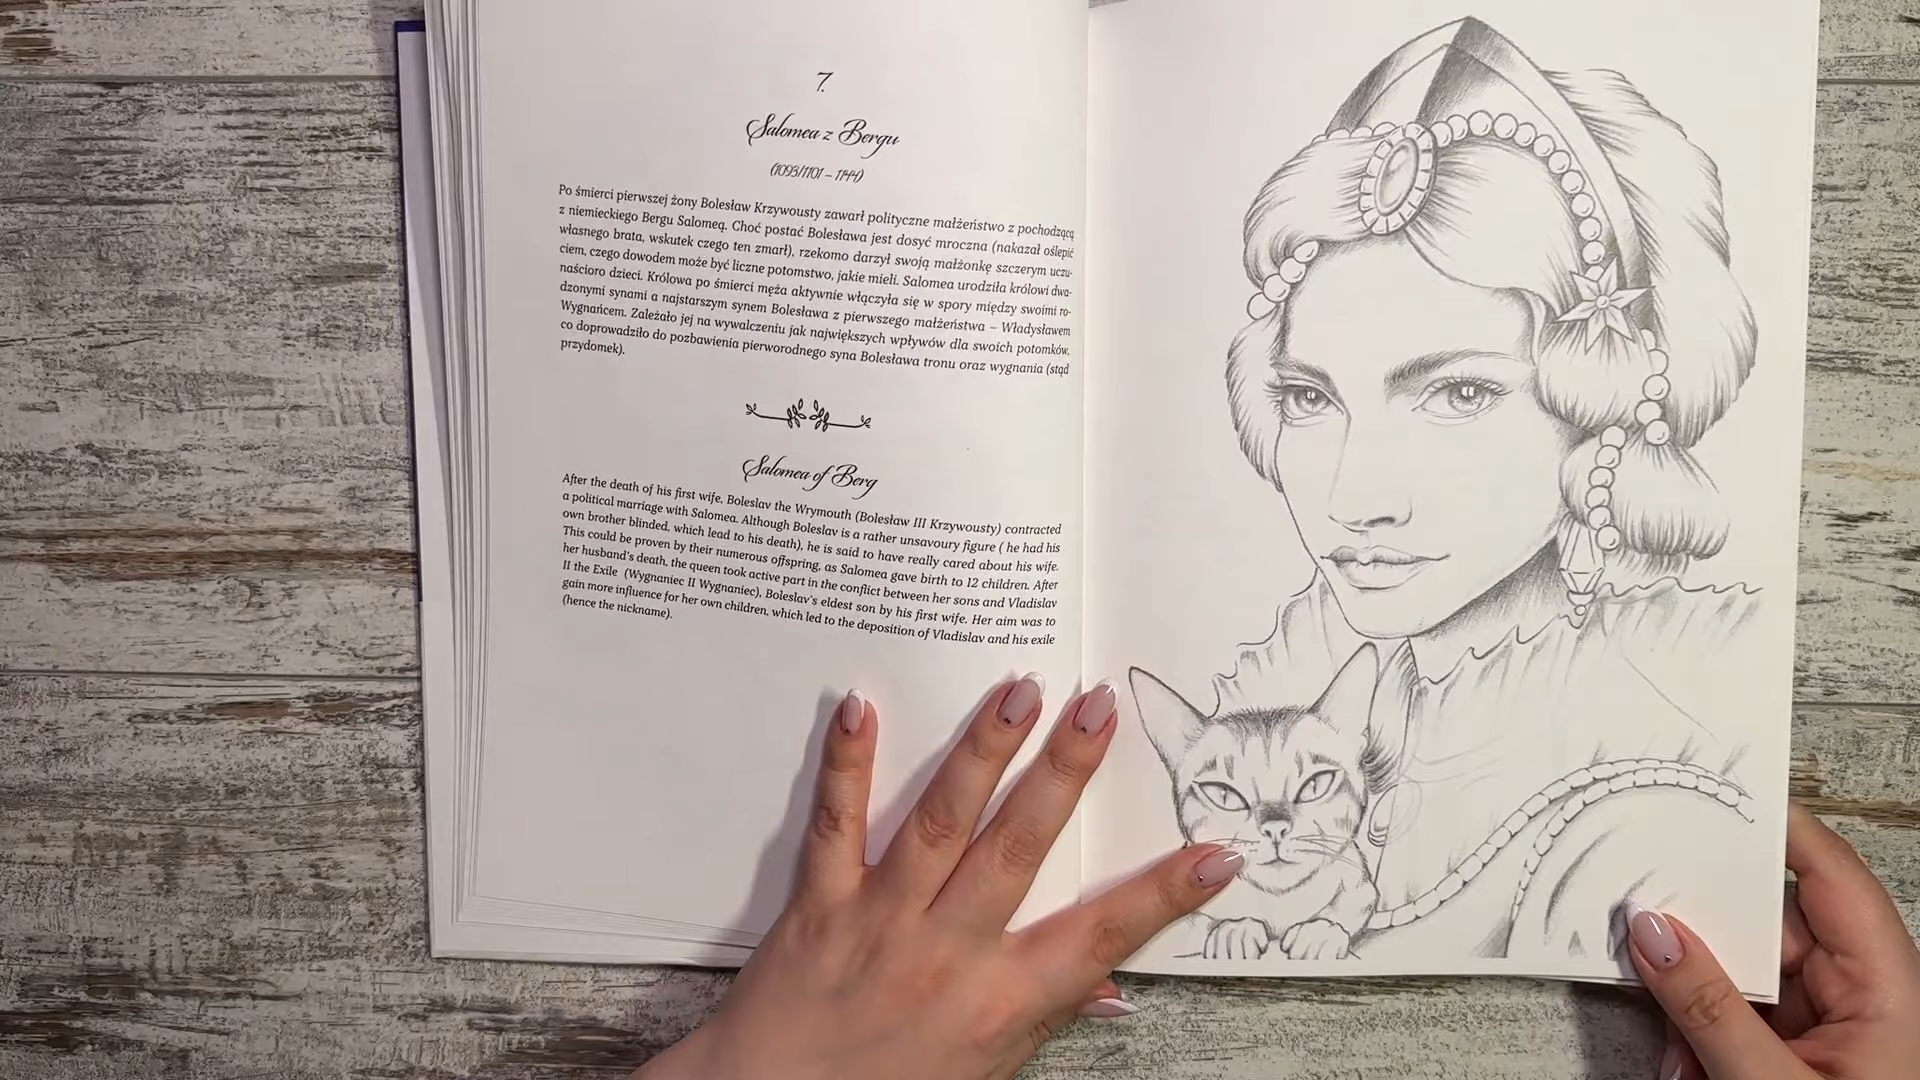 7.
Salomea z Bergu
(1093/1101 – 1144)
Po śmierci pierwszej żony Bolesław Krzywousty zawarł polityczne małżeństwo z pochodzącą
z niemieckiego Bergu Salomeą. Choć postać Bolesława jest dosyć mroczna (nakazał oślepić
własnego brata, wskutek czego ten zmarł), rzekomo darzył swoją małżonkę szczerym uczu-
ciem, czego dowodem może być liczne potomstwo, jakie mieli. Salomea urodziła królowi dwa-
naścioro dzieci. Królowa po śmierci męża aktywnie włączyła się w spory między swoimi ro-
dzonymi synami a najstarszym synem Bolesława z pierwszego małżeństwa – Władysławem
Wygnańcem. Zależało jej na wywalczeniu jak największych wpływów dla swoich potomków,
co doprowadziło do pozbawienia pierworodnego syna Bolesława tronu oraz wygnania (stąd
przydomek).
Salomea of Berg
After the death of his first wife, Boleslav the Wrymouth (Bolesław III Krzywousty) contracted
a political marriage with Salomea. Although Boleslav is a rather unsavoury figure ( he had his
own brother blinded, which lead to his death), he is said to have really cared about his wife.
This could be proven by their numerous offspring, as Salomea gave birth to 12 children. After
her husband's death, the queen took active part in the conflict between her sons and Vladislav
II the Exile (Wygnaniec II Wygnaniec), Boleslav's eldest son by his first wife. Her aim was to
gain more influence for her own children, which led to the deposition of Vladislav and his exile
(hence the nickname).